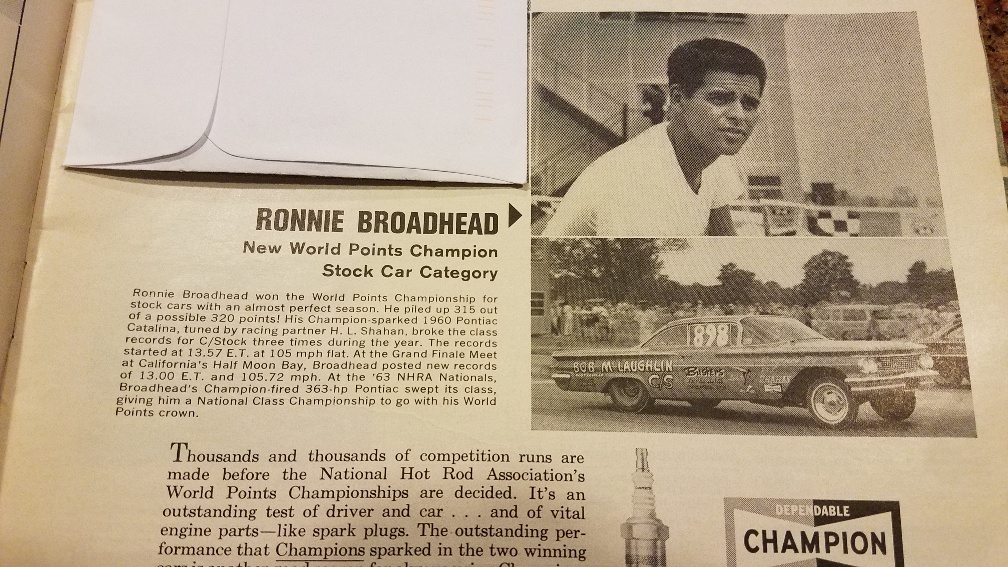 RONNIE BROADHEAD
New World Points Champion
Stock Car Category
Ronnie Broadhead won the World Points Championship for
stock cars with an almost perfect season. He piled up 315 out
of a possible 320 points! His Champion-sparked 1960 Pontiac
Catalina, tuned by racing partner H. L. Shahan, broke the class
records for C/Stock three times during the year. The records
started at 13.57 E.T. at 105 mph flat. At the Grand Finale Meet
at California's Half Moon Bay, Broadhead posted new records
of 13.00 E.T. and 105.72 mph. At the '63 NHRA Nationals,
Broadhead's Champion-fired 363-hp Pontiac swept its class,
giving him a National Class Championship to go with his World
Points crown.
898
BOB McLAUGHLIN
C/S
Thousands and thousands of competition runs are
made before the National Hot Rod Association's
World Points Championships are decided. It's an
outstanding test of driver and car . . . and of vital
engine parts—like spark plugs. The outstanding per-
formance that Champions sparked in the two winning
DEPENDABLE
CHAMPION